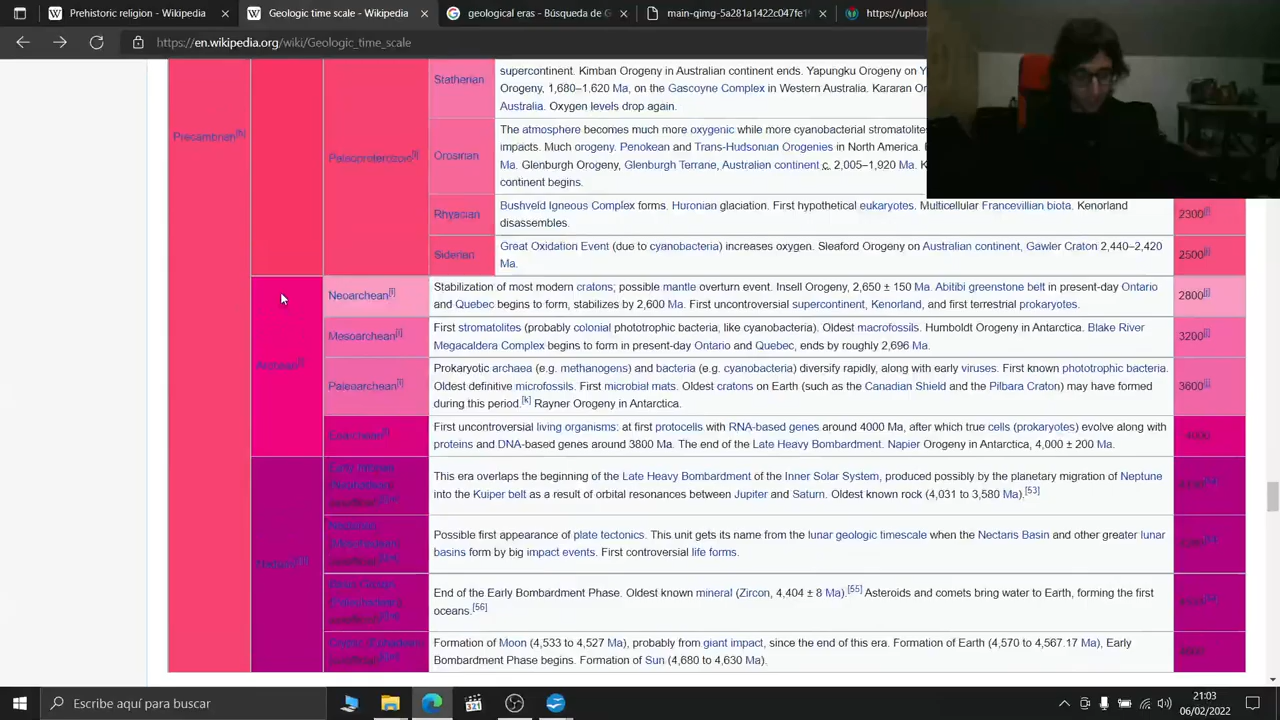 Prehistoric religion - Wikipedia
Geologic time scale - Wikipedia
geological eras - Búsqueda de G
main-qimg-5a281a1422c047fe1
https://upload
https://en.wikipedia.org/wiki/Geologic_time_scale
Precambrian[h]
Paleoproterozoic[i]
Statherian
supercontinent. Kimban Orogeny in Australian continent ends. Yapungku Orogeny on Y
Orogeny, 1,680–1,620 Ma, on the Gascoyne Complex in Western Australia. Kararan Or
Australia. Oxygen levels drop again.
Orosirian
The atmosphere becomes much more oxygenic while more cyanobacterial stromatolites
impacts. Much orogeny. Penokean and Trans-Hudsonian Orogenies in North America.
Ma. Glenburgh Orogeny, Glenburgh Terrane, Australian continent c. 2,005–1,920 Ma. K
continent begins.
Rhyacian
Bushveld Igneous Complex forms. Huronian glaciation. First hypothetical eukaryotes. Multicellular Francevillian biota. Kenorland
disassembles.
2300[j]
Siderian
Great Oxidation Event (due to cyanobacteria) increases oxygen. Sleaford Orogeny on Australian continent, Gawler Craton 2,440–2,420
Ma.
2500[j]
Archean[i]
Neoarchean[i]
Stabilization of most modern cratons; possible mantle overturn event. Insell Orogeny, 2,650 ± 150 Ma. Abitibi greenstone belt in present-day Ontario
and Quebec begins to form, stabilizes by 2,600 Ma. First uncontroversial supercontinent, Kenorland, and first terrestrial prokaryotes.
2800[j]
Mesoarchean[i]
First stromatolites (probably colonial phototrophic bacteria, like cyanobacteria). Oldest macrofossils. Humboldt Orogeny in Antarctica. Blake River
Megacaldera Complex begins to form in present-day Ontario and Quebec, ends by roughly 2,696 Ma.
3200[j]
Paleoarchean[i]
Prokaryotic archaea (e.g. methanogens) and bacteria (e.g. cyanobacteria) diversify rapidly, along with early viruses. First known phototrophic bacteria.
Oldest definitive microfossils. First microbial mats. Oldest cratons on Earth (such as the Canadian Shield and the Pilbara Craton) may have formed
during this period.[k] Rayner Orogeny in Antarctica.
3600[j]
Eoarchean[i]
First uncontroversial living organisms: at first protocells with RNA-based genes around 4000 Ma, after which true cells (prokaryotes) evolve along with
proteins and DNA-based genes around 3800 Ma. The end of the Late Heavy Bombardment. Napier Orogeny in Antarctica, 4,000 ± 200 Ma.
4000
This era overlaps the beginning of the Late Heavy Bombardment of the Inner Solar System, produced possibly by the planetary migration of Neptune
into the Kuiper belt as a result of orbital resonances between Jupiter and Saturn. Oldest known rock (4,031 to 3,580 Ma).[53]
Possible first appearance of plate tectonics. This unit gets its name from the lunar geologic timescale when the Nectaris Basin and other greater lunar
basins form by big impact events. First controversial life forms.
End of the Early Bombardment Phase. Oldest known mineral (Zircon, 4,404 ± 8 Ma).[55] Asteroids and comets bring water to Earth, forming the first
oceans.[56]
Formation of Moon (4,533 to 4,527 Ma), probably from giant impact, since the end of this era. Formation of Earth (4,570 to 4,567.17 Ma), Early
Bombardment Phase begins. Formation of Sun (4,680 to 4,630 Ma).
Escribe aquí para buscar
321
21:03
06/02/2022